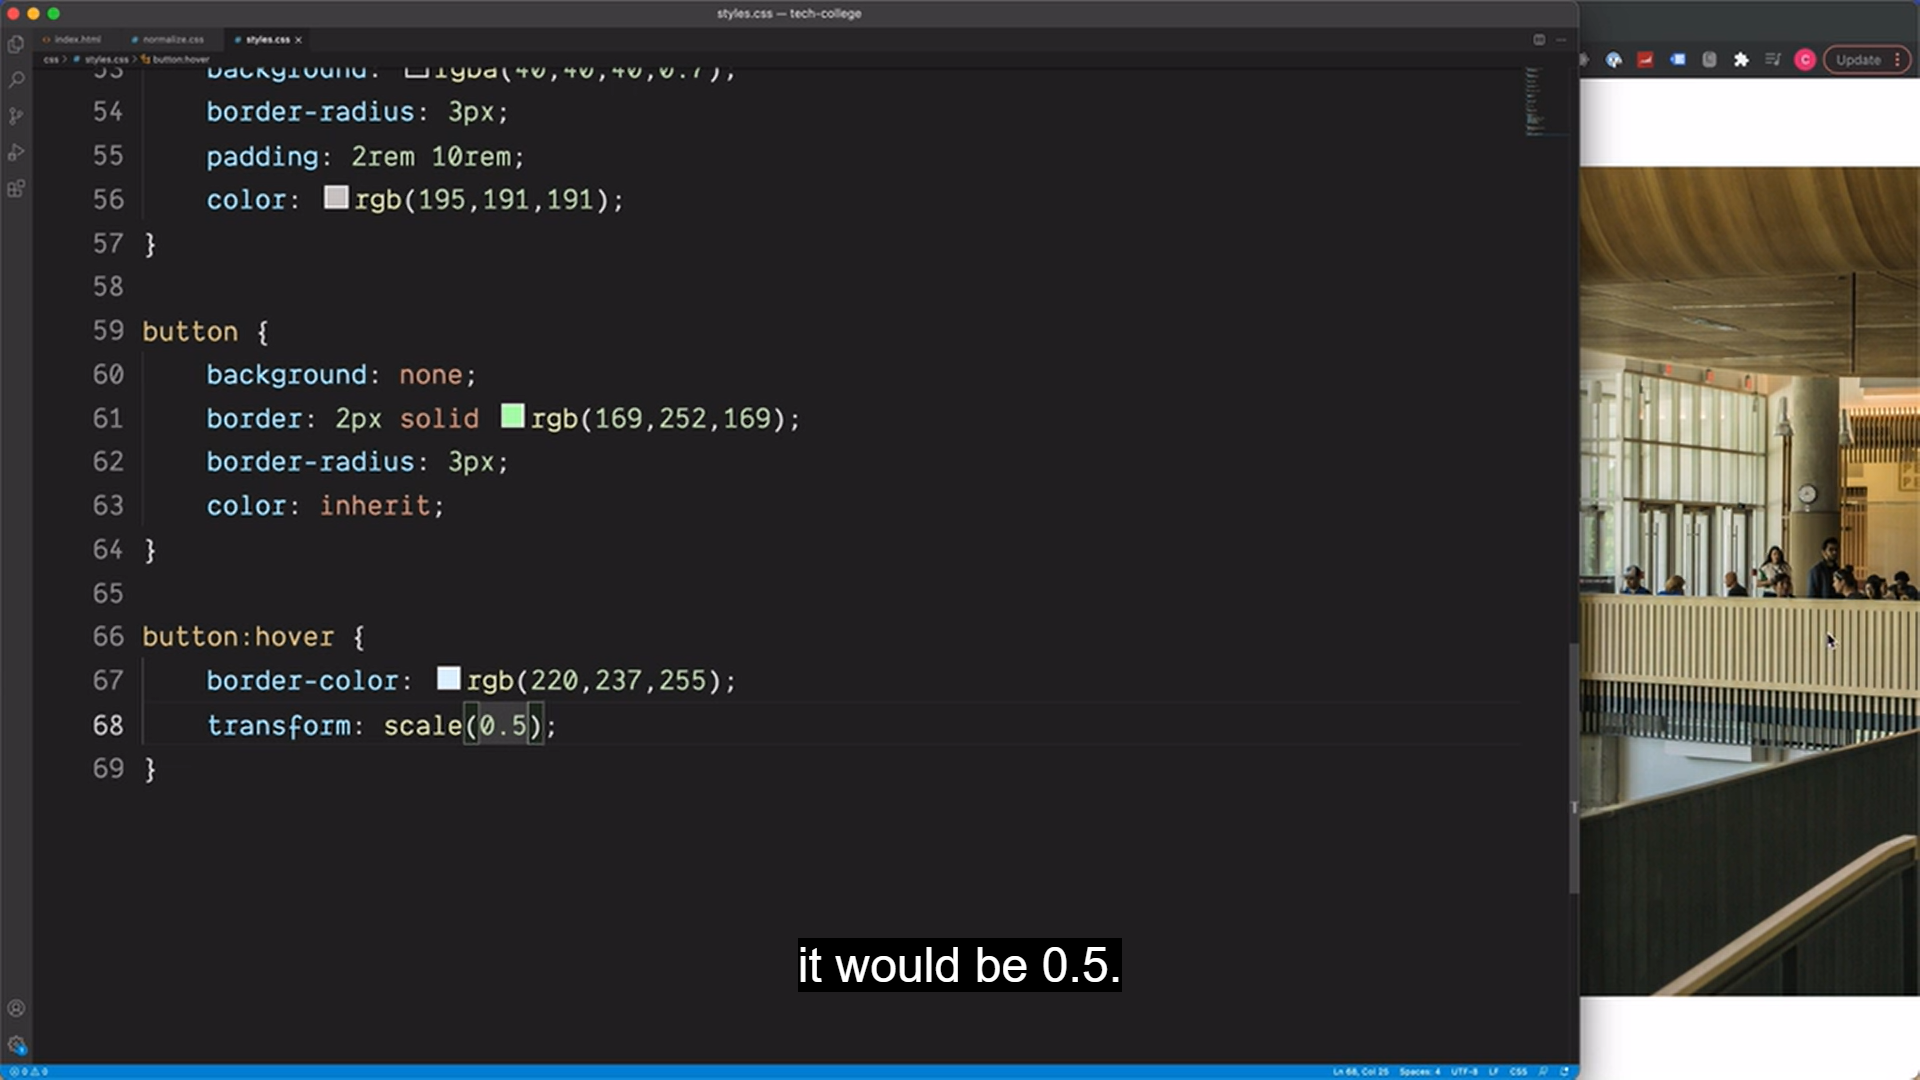 styles.css — tech-college
index.html normalize.css styles.css
css > # styles.css > button:hover
Update
C
53 background: rgba(40,40,40,0.7);
54 border-radius: 3px;
55 padding: 2rem 10rem;
56 color: rgb(195,191,191);
57 }
58
59 button {
60 background: none;
61 border: 2px solid rgb(169,252,169);
62 border-radius: 3px;
63 color: inherit;
64 }
65
66 button:hover {
67 border-color: rgb(220,237,255);
68 transform: scale(0.5);
69 }
it would be 0.5.
0 0 Ln 68, Col 25 Spaces: 4 UTF-8 LF CSS